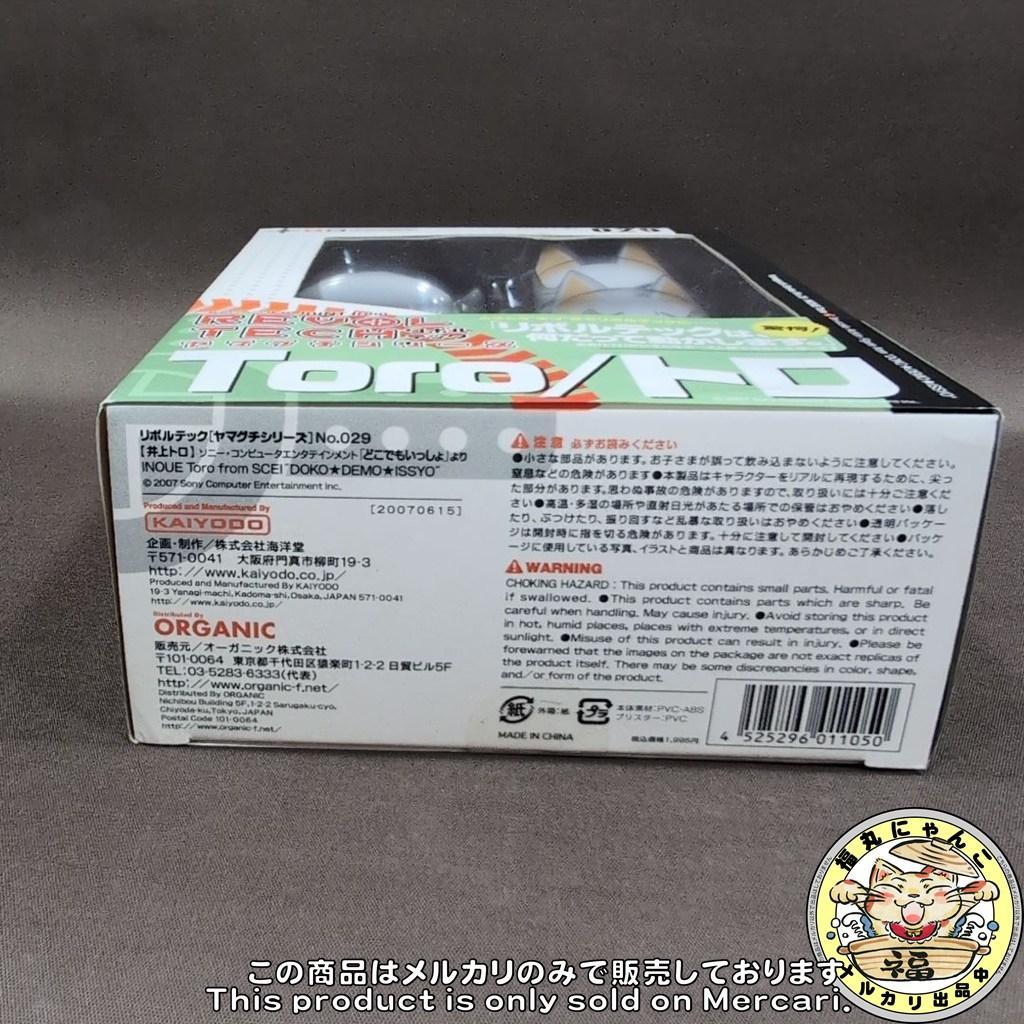 029
REVOL
TECH
リボルテックは
驚愕!
Toro/トロ
リボルテック[ヤマグチシリーズ]No.029
【井上トロ】ソニー・コンピュータエンタテインメント「どこでもいっしょ」より
INOUE Toro from SCEI "DOKO★DEMO★ISSYO"
© 2007 Sony Computer Entertainment Inc.
Produced and Manufactured By
[20070615]
KAIYODO
企画・制作/株式会社海洋堂
〒571-0041 大阪府門真市柳町19-3
http://www.kaiyodo.co.jp/
Produced and Manufactured By KAIYODO
19-3 Yanagi-machi, Kadoma-shi, Osaka, JAPAN 571-0041
http://www.kaiyodo.co.jp/
Distributed By
ORGANIC
販売元/オーガニック株式会社
〒101-0064 東京都千代田区猿楽町1-2-2 日貿ビル5F
TEL:03-5283-6333(代表)
http://www.organic-f.net/
Distributed By ORGANIC
Nichibou Building 5F, 1-2-2 Sarugaku-cyo,
Chiyoda-ku, Tokyo, JAPAN
Postal Code 101-0064
http://www.organic-f.net/
注意 必ずお読みください
●小さな部品があります。お子さまが誤って飲み込まないように注意してください。
窒息などの危険があります●本製品はキャラクターをリアルに再現するために、尖っ
た部分があります。思わぬ事故の危険がありますので、取り扱いには十分ご注意くだ
さい●高温・多湿の場所や直射日光があたる場所での保管はおやめください●落し
たり、ぶつけたり、振り回すなど乱暴な取り扱いはおやめください●透明パッケー
ジは開封時に指を切る危険があります。十分に注意して開封してください●パッケ
ージに使用している写真、イラストと商品は異なります。あらかじめご了承ください。
WARNING
CHOKING HAZARD : This product contains small parts. Harmful or fatal
if swallowed. ●This product contains parts which are sharp. Be
careful when handling. May cause injury. ●Avoid storing this product
in hot, humid places, places with extreme temperatures, or in direct
sunlight. ●Misuse of this product can result in injury. ●Please be
forewarned that the images on the package are not exact replicas of
the product itself. There may be some discrepancies in color, shape,
and/or form of the product.
紙 外箱:紙
プラ 本体素材:PVC・ABS
ブリスター:PVC
MADE IN CHINA
税込価格1,995円
4 525296 011050
福丸にゃんこ
福
メルカリ出品中
この商品はメルカリのみで販売しております
This product is only sold on Mercari.